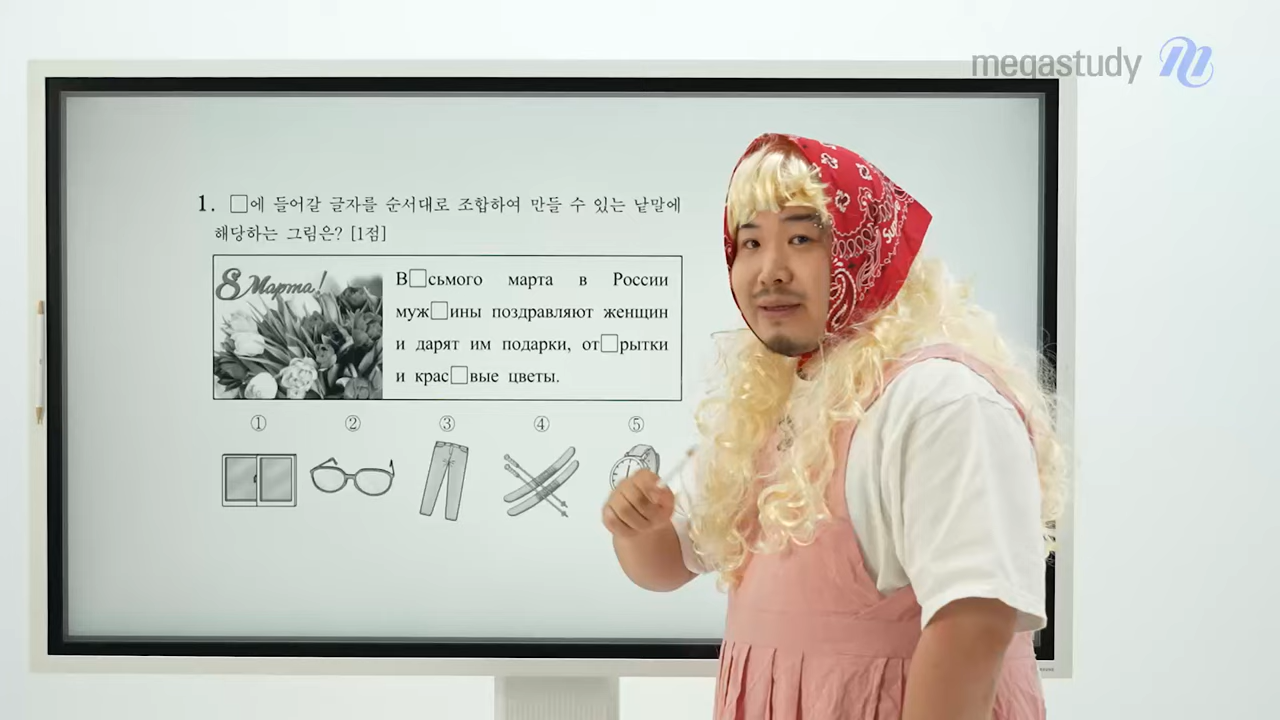 megastudy
1. □에 들어갈 글자를 순서대로 조합하여 만들 수 있는 낱말에
해당하는 그림은? [1점]
8 Марта!
В□сьмого марта в России
муж□ины поздравляют женщин
и дарят им подарки, от□рытки
и крас□вые цветы.
① ② ③ ④ ⑤